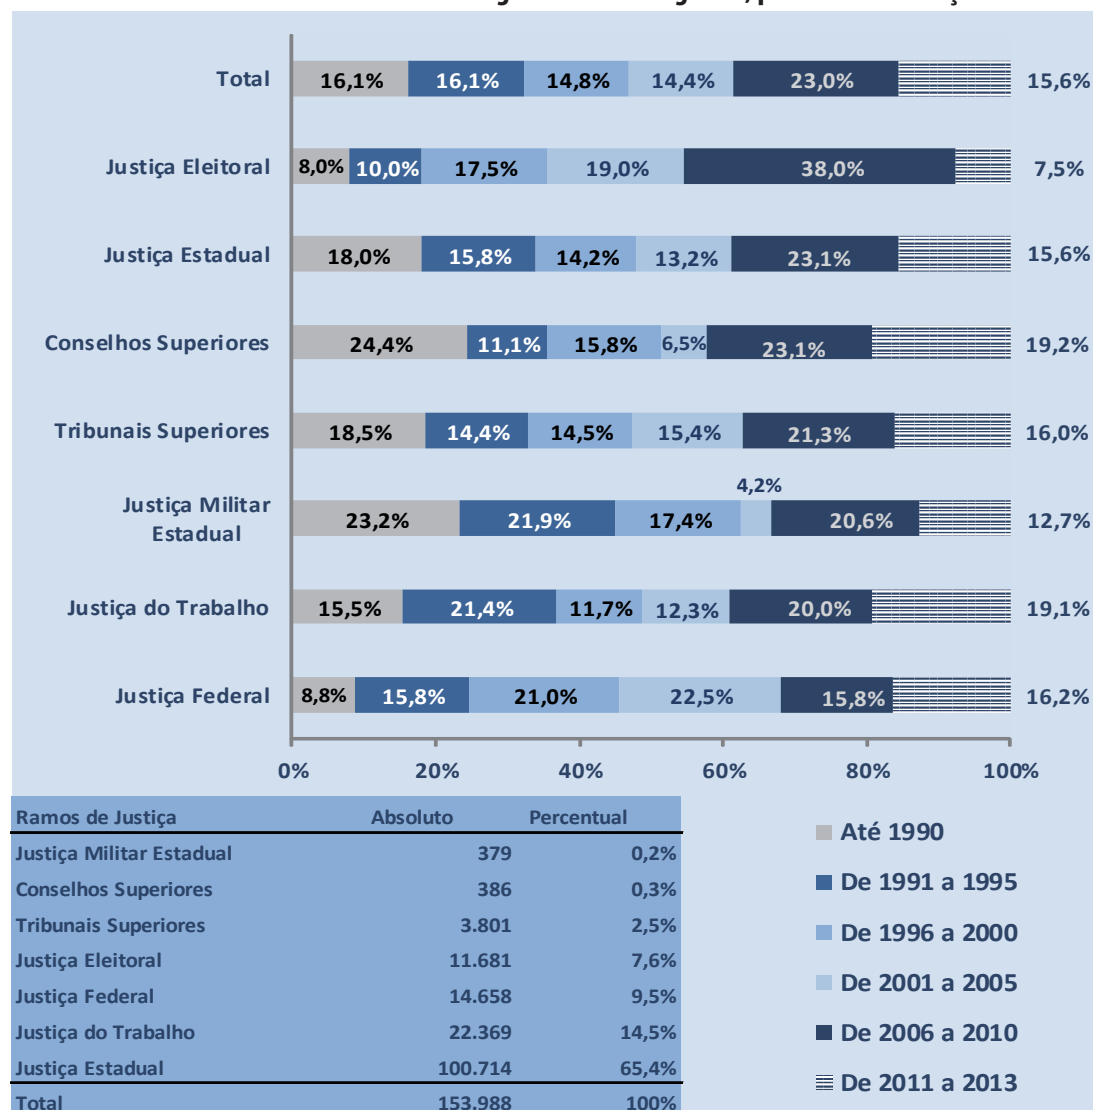 Total 16,1% 16,1% 14,8% 14,4% 23,0% 15,6%
Justiça Eleitoral 8,0% 10,0% 17,5% 19,0% 38,0% 7,5%
Justiça Estadual 18,0% 15,8% 14,2% 13,2% 23,1% 15,6%
Conselhos Superiores 24,4% 11,1% 15,8% 6,5% 23,1% 19,2%
Tribunais Superiores 18,5% 14,4% 14,5% 15,4% 21,3% 16,0%
Justiça Militar
Estadual
23,2% 21,9% 17,4% 4,2% 20,6% 12,7%
Justiça do Trabalho 15,5% 21,4% 11,7% 12,3% 20,0% 19,1%
Justiça Federal 8,8% 15,8% 21,0% 22,5% 15,8% 16,2%
0% 20% 40% 60% 80% 100%
Ramos de Justiça Absoluto Percentual
Justiça Militar Estadual 379 0,2%
Conselhos Superiores 386 0,3%
Tribunais Superiores 3.801 2,5%
Justiça Eleitoral 11.681 7,6%
Justiça Federal 14.658 9,5%
Justiça do Trabalho 22.369 14,5%
Justiça Estadual 100.714 65,4%
Total 153.988 100%
Até 1990
De 1991 a 1995
De 1996 a 2000
De 2001 a 2005
De 2006 a 2010
De 2011 a 2013